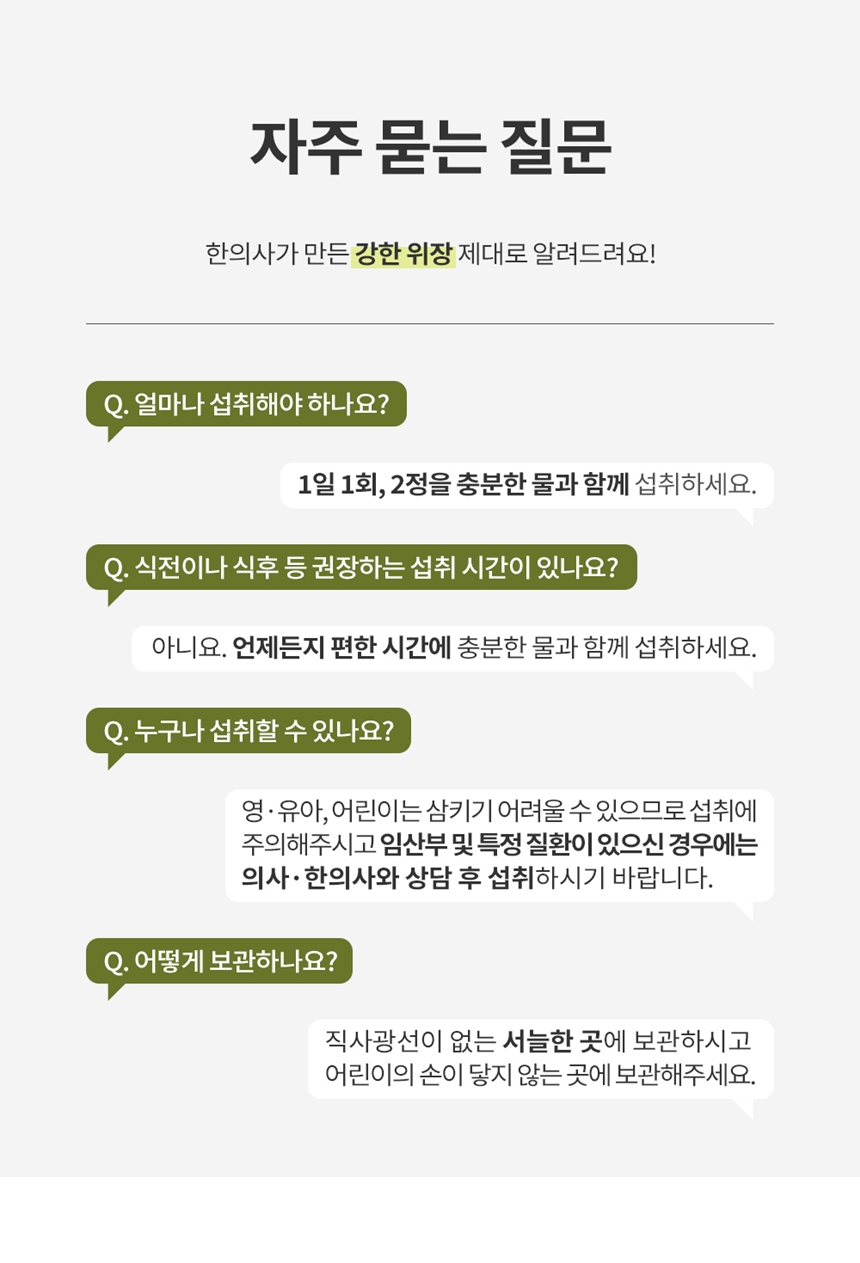 자주 묻는 질문
한의사가 만든 강한 위장 제대로 알려드려요!
Q. 얼마나 섭취해야 하나요?
1일 1회, 2정을 충분한 물과 함께 섭취하세요.
Q. 식전이나 식후 등 권장하는 섭취 시간이 있나요?
아니요. 언제든지 편한 시간에 충분한 물과 함께 섭취하세요.
Q. 누구나 섭취할 수 있나요?
영·유아, 어린이는 삼키기 어려울 수 있으므로 섭취에
주의해주시고 임산부 및 특정 질환이 있으신 경우에는
의사·한의사와 상담 후 섭취하시기 바랍니다.
Q. 어떻게 보관하나요?
직사광선이 없는 서늘한 곳에 보관하시고
어린이의 손이 닿지 않는 곳에 보관해주세요.